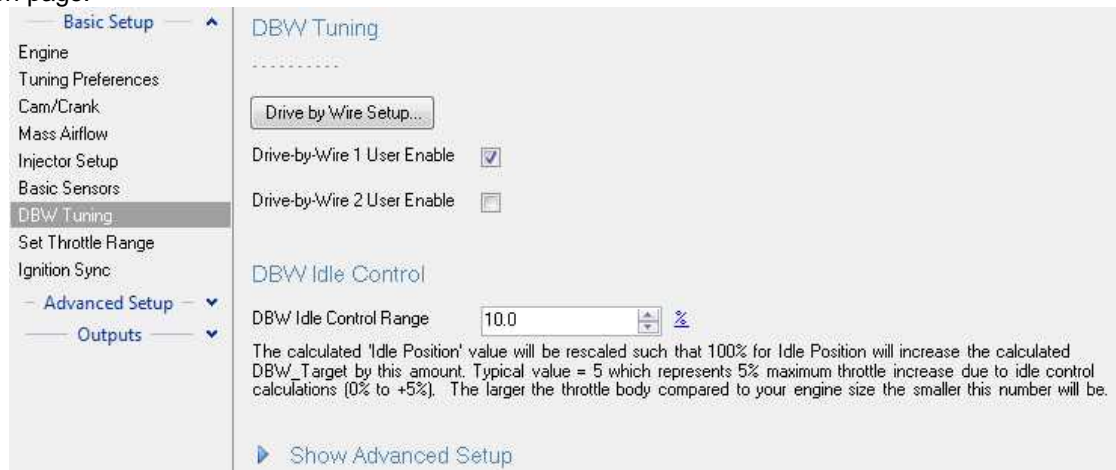 page.
Basic Setup
Engine
Tuning Preferences
Cam/Crank
Mass Airflow
Injector Setup
Basic Sensors
DBW Tuning
Set Throttle Range
Ignition Sync
Advanced Setup
Outputs
DBW Tuning
- - - - - - - - - -
Drive by Wire Setup...
Drive-by-Wire 1 User Enable
Drive-by-Wire 2 User Enable
DBW Idle Control
DBW Idle Control Range 10.0 %
The calculated 'Idle Position' value will be rescaled such that 100% for Idle Position will increase the calculated
DBW_Target by this amount. Typical value = 5 which represents 5% maximum throttle increase due to idle control
calculations (0% to +5%).  The larger the throttle body compared to your engine size the smaller this number will be.
Show Advanced Setup